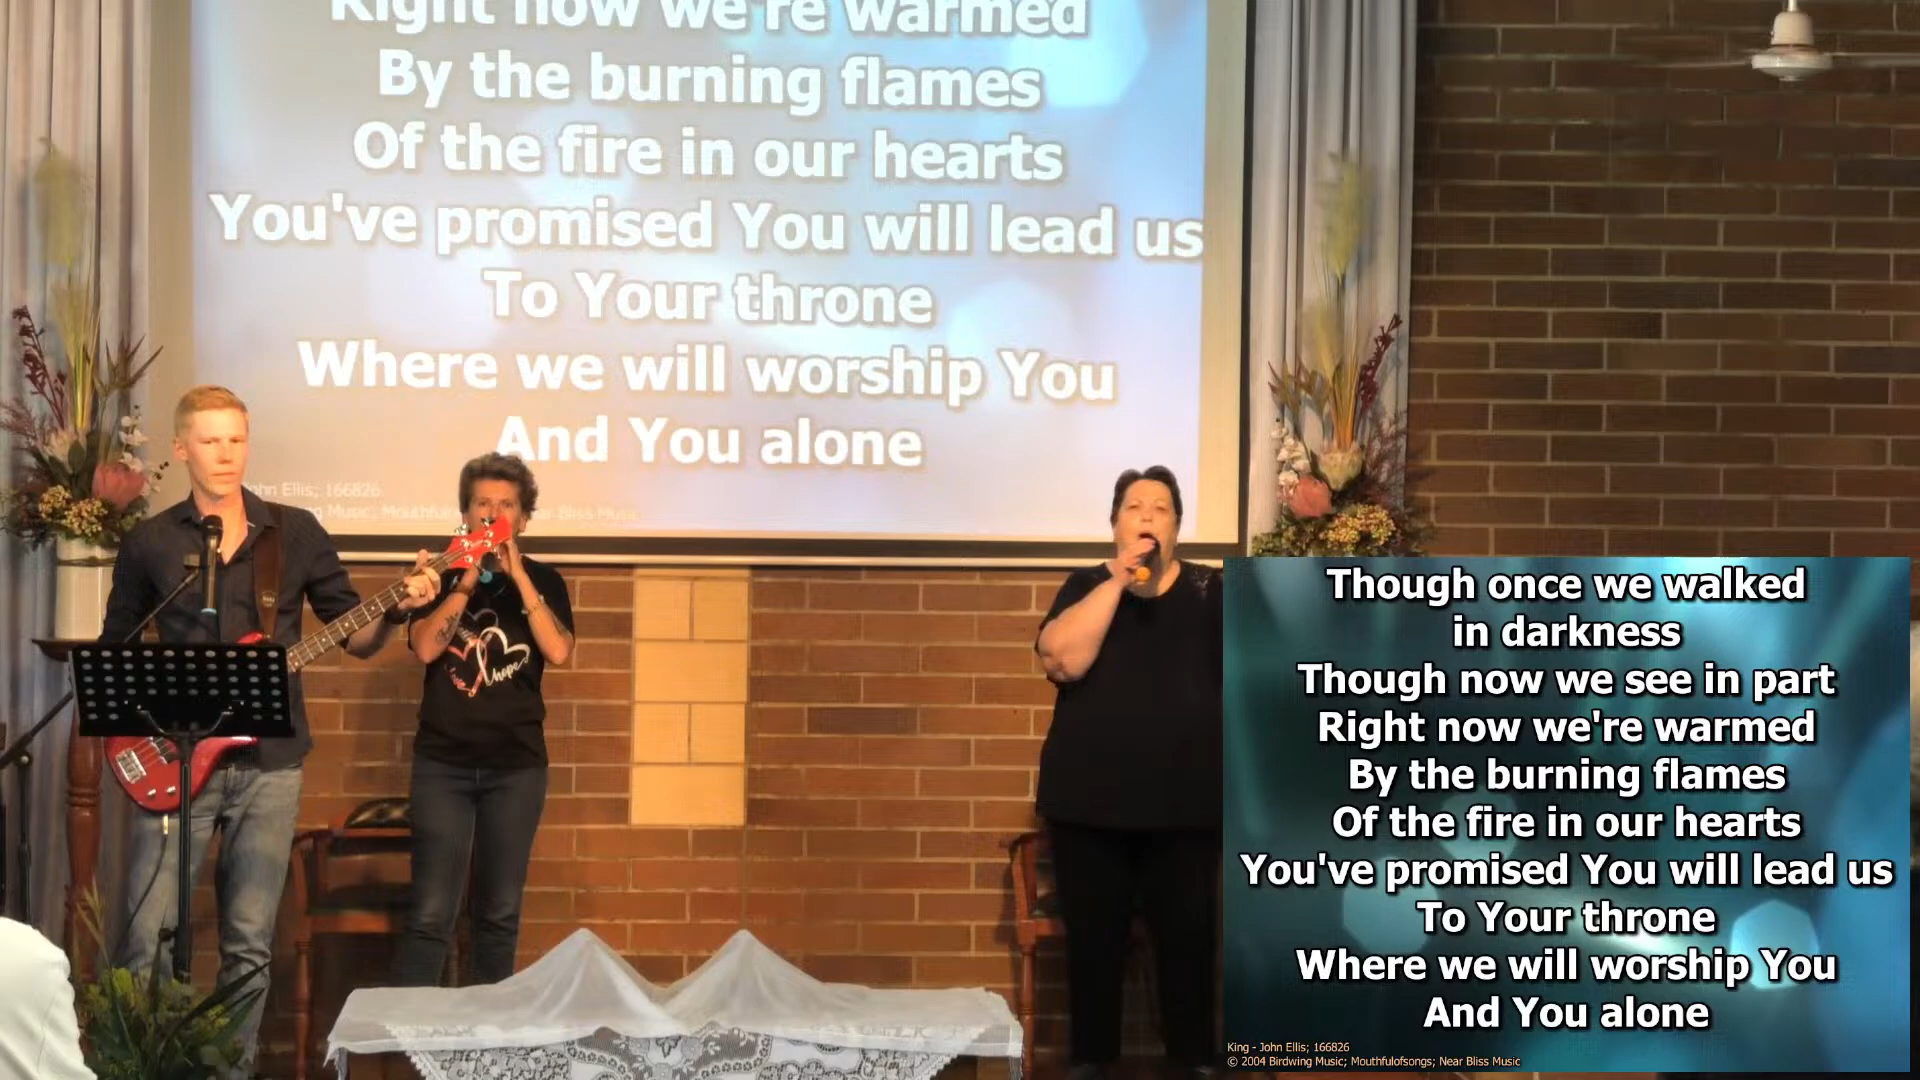 Right now we're warmed
By the burning flames
Of the fire in our hearts
You've promised You will lead us
To Your throne
Where we will worship You
And You alone
John Ellis; 166826
hope
Though once we walked
in darkness
Though now we see in part
Right now we're warmed
By the burning flames
Of the fire in our hearts
You've promised You will lead us
To Your throne
Where we will worship You
And You alone
King - John Ellis; 166826
© 2004 Birdwing Music; Mouthfulofsongs; Near Bliss Music